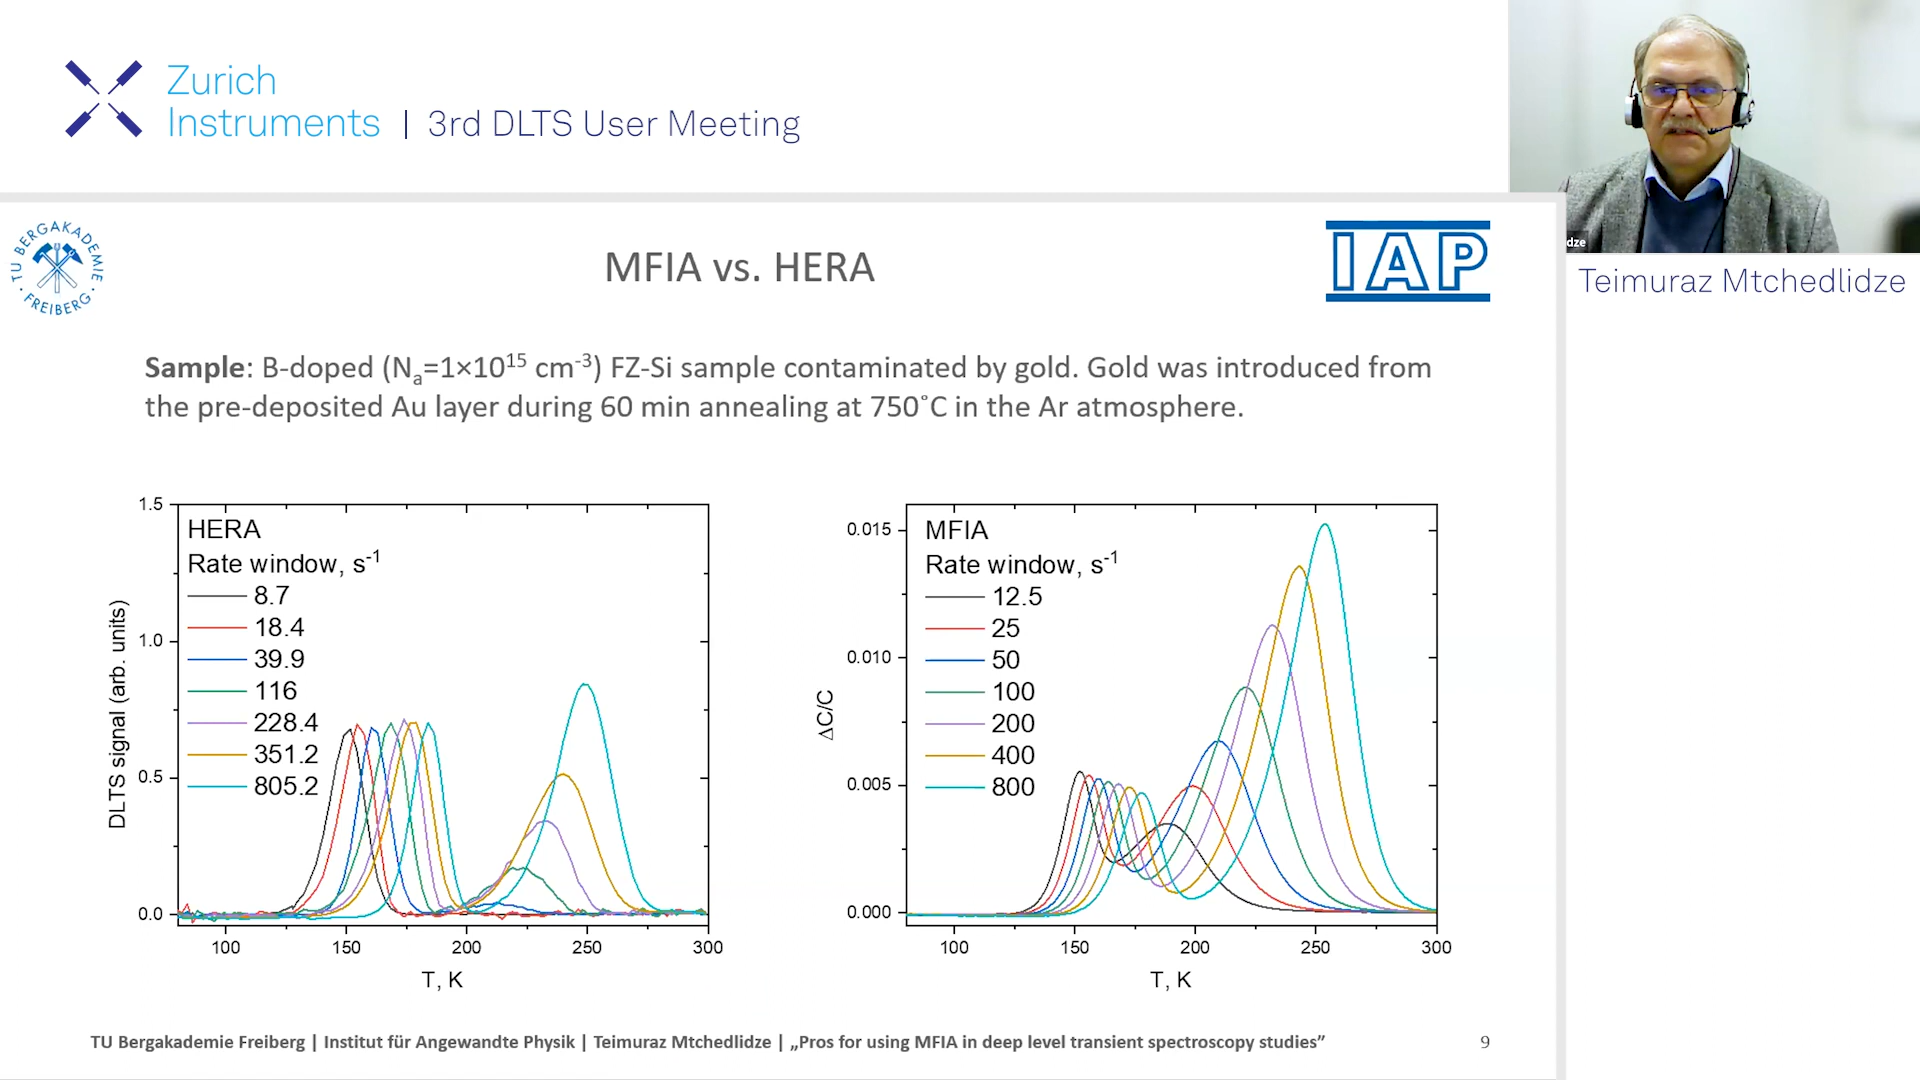 Zurich
Instruments | 3rd DLTS User Meeting
dze
Teimuraz Mtchedlidze
TU BERGAKADEMIE FREIBERG
MFIA vs. HERA
IAP
Sample: B-doped (Nₐ=1×10¹⁵ cm⁻³) FZ-Si sample contaminated by gold. Gold was introduced from
the pre-deposited Au layer during 60 min annealing at 750˚C in the Ar atmosphere.
HERA
Rate window, s⁻¹
8.7
18.4
39.9
116
228.4
351.2
805.2
DLTS signal (arb. units)
1.5
1.0
0.5
0.0
100 150 200 250 300
T, K
MFIA
Rate window, s⁻¹
12.5
25
50
100
200
400
800
ΔC/C
0.015
0.010
0.005
0.000
100 150 200 250 300
T, K
TU Bergakademie Freiberg | Institut für Angewandte Physik | Teimuraz Mtchedlidze | „Pros for using MFIA in deep level transient spectroscopy studies”
9